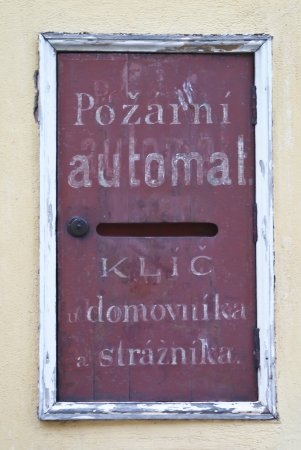 Požární
automat
KLÍČ
u domovníka
a strážníka.